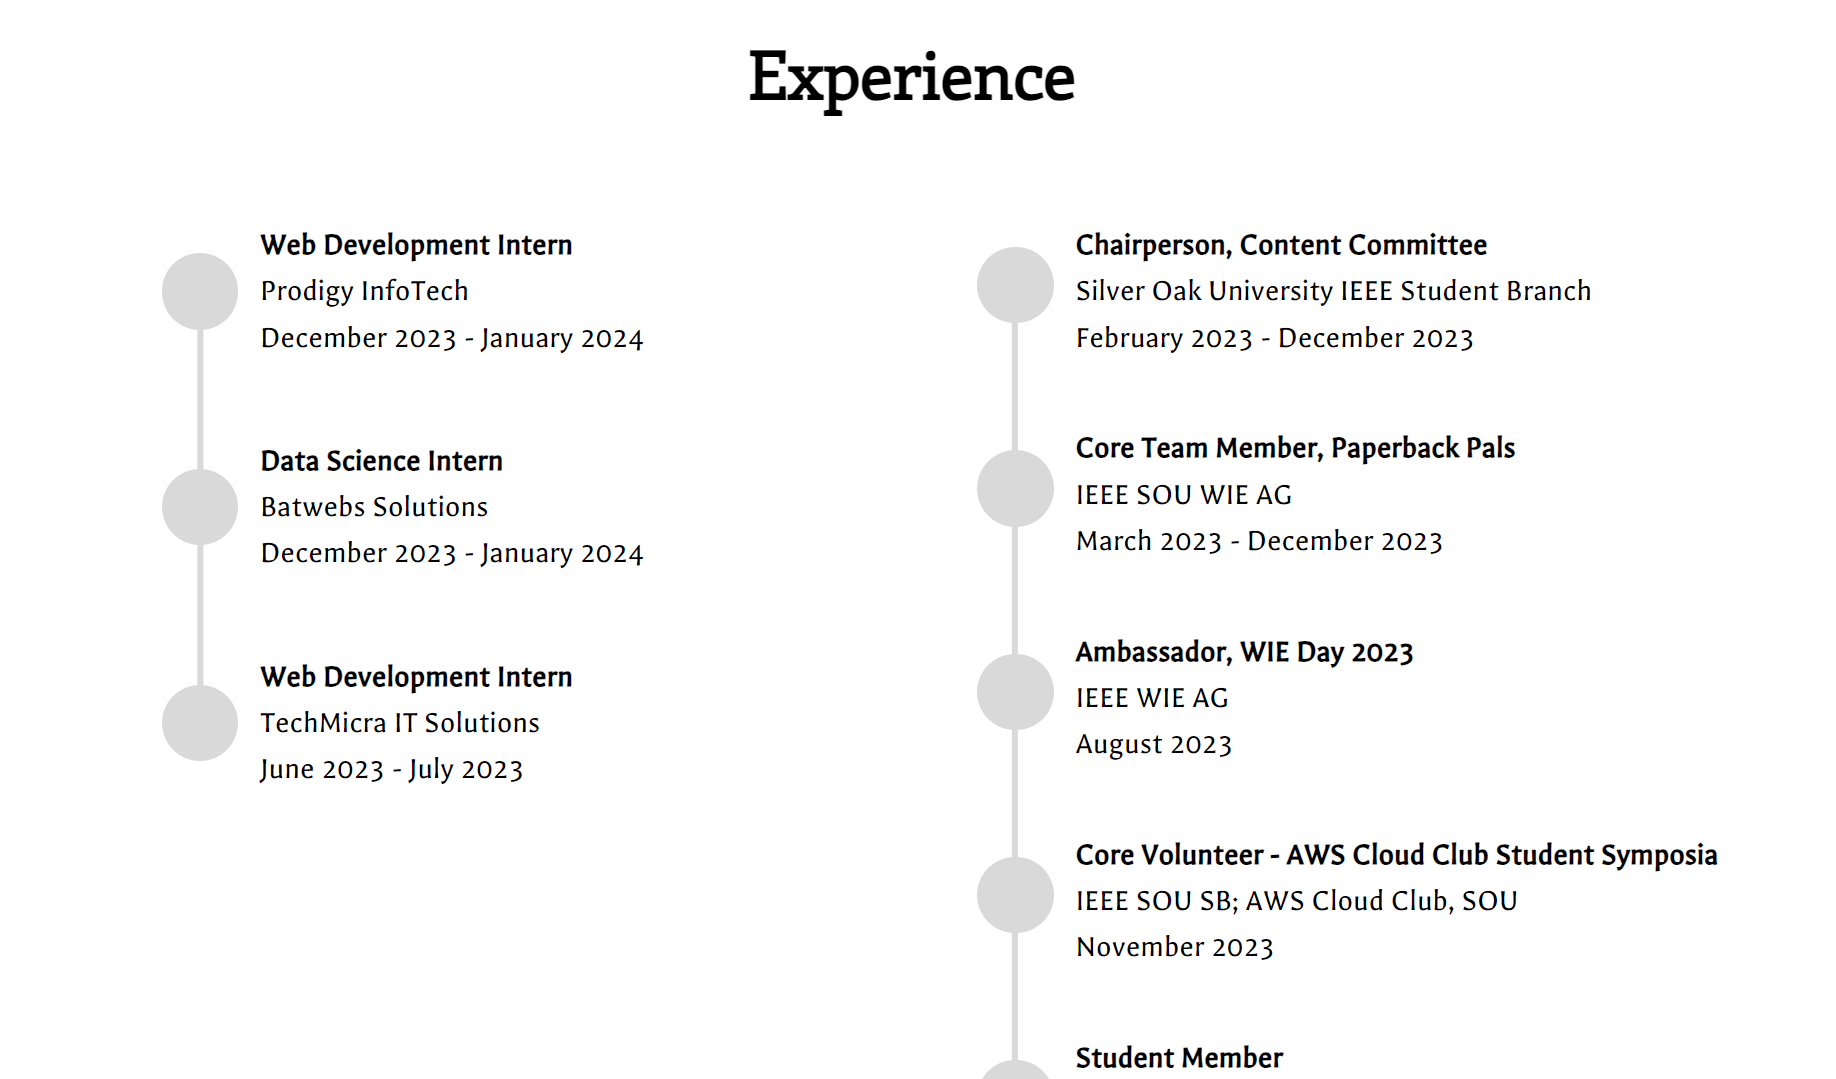 Experience
Web Development Intern
Prodigy InfoTech
December 2023 - January 2024
Data Science Intern
Batwebs Solutions
December 2023 - January 2024
Web Development Intern
TechMicra IT Solutions
June 2023 - July 2023
Chairperson, Content Committee
Silver Oak University IEEE Student Branch
February 2023 - December 2023
Core Team Member, Paperback Pals
IEEE SOU WIE AG
March 2023 - December 2023
Ambassador, WIE Day 2023
IEEE WIE AG
August 2023
Core Volunteer - AWS Cloud Club Student Symposia
IEEE SOU SB; AWS Cloud Club, SOU
November 2023
Student Member